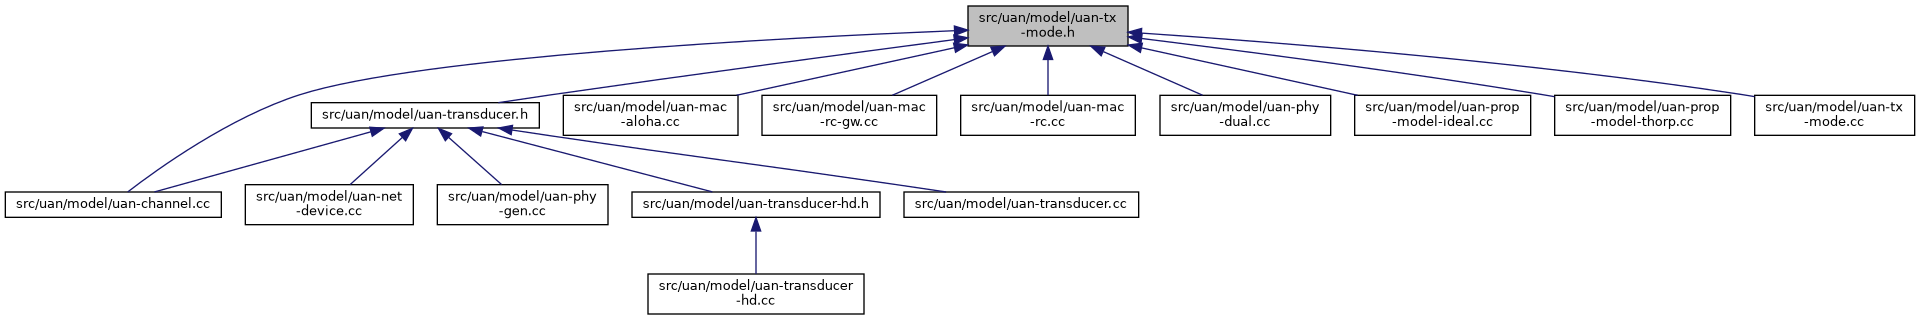 src/uan/model/uan-tx
-mode.h
src/uan/model/uan-transducer.h
src/uan/model/uan-mac
-aloha.cc
src/uan/model/uan-mac
-rc-gw.cc
src/uan/model/uan-mac
-rc.cc
src/uan/model/uan-phy
-dual.cc
src/uan/model/uan-prop
-model-ideal.cc
src/uan/model/uan-prop
-model-thorp.cc
src/uan/model/uan-tx
-mode.cc
src/uan/model/uan-channel.cc
src/uan/model/uan-net
-device.cc
src/uan/model/uan-phy
-gen.cc
src/uan/model/uan-transducer-hd.h
src/uan/model/uan-transducer.cc
src/uan/model/uan-transducer
-hd.cc